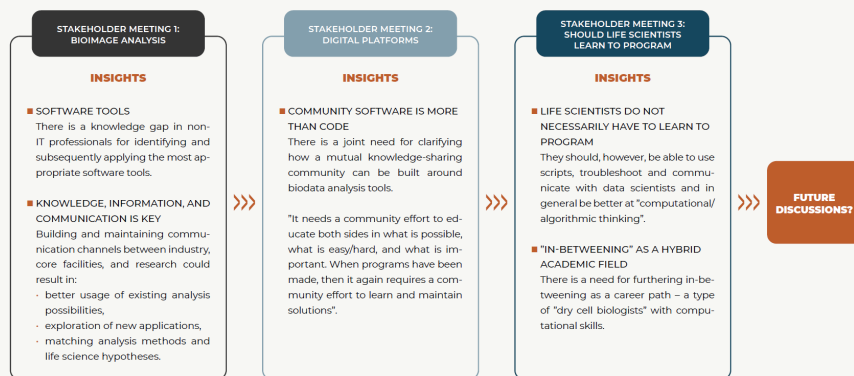 STAKEHOLDER MEETING 1:
BIOIMAGE ANALYSIS
INSIGHTS
SOFTWARE TOOLS
There is a knowledge gap in non-
IT professionals for identifying and
subsequently applying the most ap-
propriate software tools.
KNOWLEDGE, INFORMATION, AND
COMMUNICATION IS KEY
Building and maintaining commu-
nication channels between industry,
core facilities, and research could
result in:
· better usage of existing analysis
possibilities,
· exploration of new applications,
· matching analysis methods and
life science hypotheses.
STAKEHOLDER MEETING 2:
DIGITAL PLATFORMS
INSIGHTS
COMMUNITY SOFTWARE IS MORE
THAN CODE
There is a joint need for clarifying
how a mutual knowledge-sharing
community can be built around
biodata analysis tools.
"It needs a community effort to ed-
ucate both sides in what is possible,
what is easy/hard, and what is im-
portant. When programs have been
made, then it again requires a com-
munity effort to learn and maintain
solutions".
STAKEHOLDER MEETING 3:
SHOULD LIFE SCIENTISTS
LEARN TO PROGRAM
INSIGHTS
LIFE SCIENTISTS DO NOT
NECESSARILY HAVE TO LEARN TO
PROGRAM
They should, however, be able to use
scripts, troubleshoot and commu-
nicate with data scientists and in
general be better at "computational/
algorithmic thinking".
"IN-BETWEENING" AS A HYBRID
ACADEMIC FIELD
There is a need for furthering in-be-
tweening as a career path – a type
of "dry cell biologists" with compu-
tational skills.
FUTURE
DISCUSSIONS?